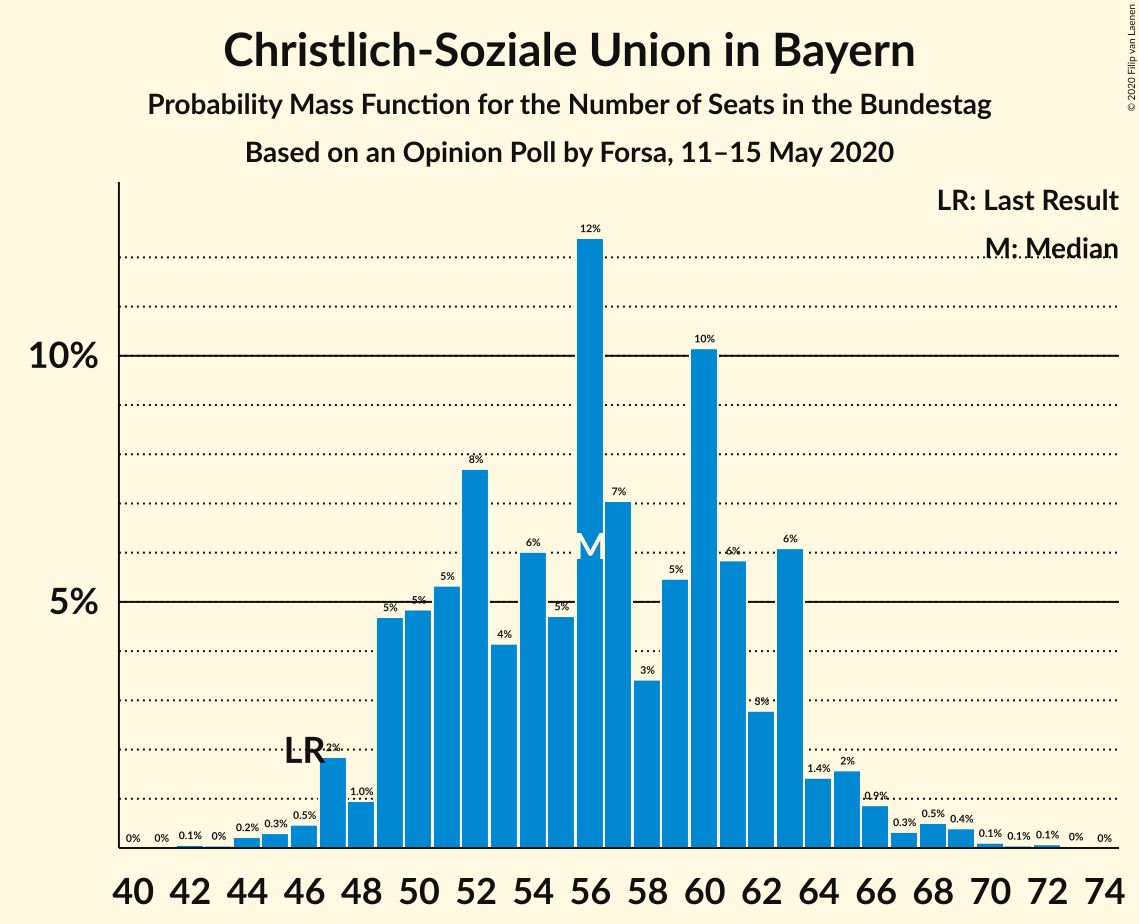 Christlich-Soziale Union in Bayern
Probability Mass Function for the Number of Seats in the Bundestag
Based on an Opinion Poll by Forsa, 11–15 May 2020
© 2020 Filip van Laenen
LR: Last Result
M: Median
10%
5%
0% 0% 0.1% 0% 0.2% 0.3% 0.5% 2% 1.0% 5% 5% 5% 8% 4% 6% 5% 12% 7% 3% 5% 10% 6% 3% 6% 1.4% 2% 0.9% 0.3% 0.5% 0.4% 0.1% 0.1% 0.1% 0% 0%
LR
M
40 42 44 46 48 50 52 54 56 58 60 62 64 66 68 70 72 74